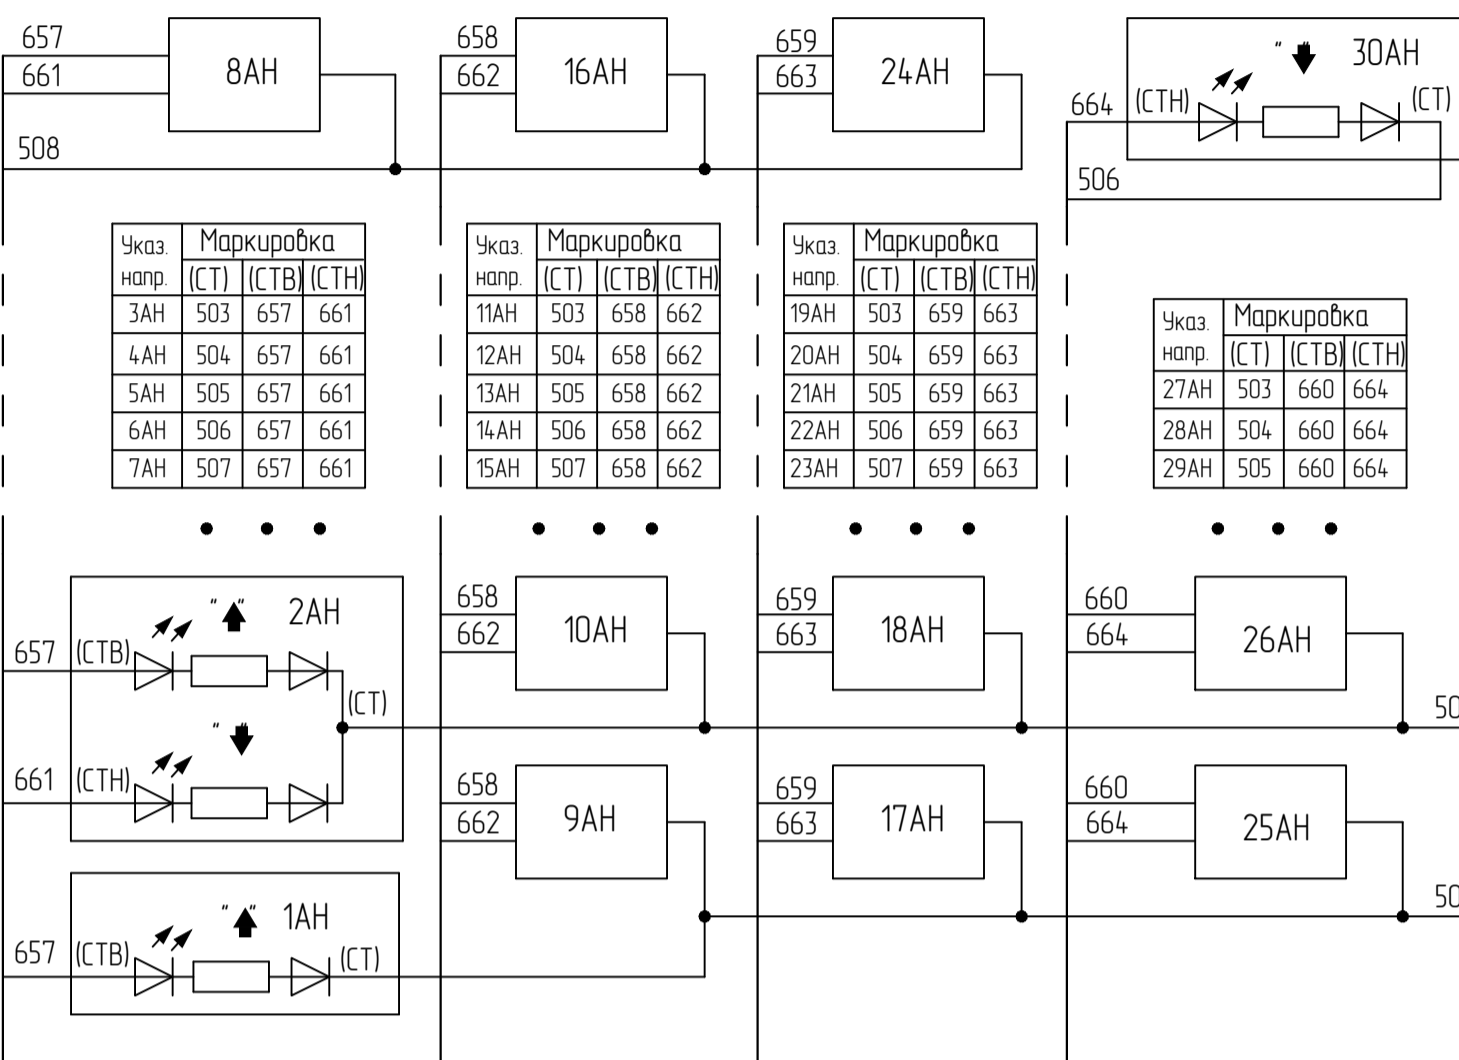 657
661
8АН
508
658
662
16АН
659
663
24АН
" "
30АН
664
(СТН)
(СТ)
506
Указ. напр.
Маркировка
(СТ) (СТВ) (СТН)
3АН 503 657 661
4АН 504 657 661
5АН 505 657 661
6АН 506 657 661
7АН 507 657 661
Указ. напр.
Маркировка
(СТ) (СТВ) (СТН)
11АН 503 658 662
12АН 504 658 662
13АН 505 658 662
14АН 506 658 662
15АН 507 658 662
Указ. напр.
Маркировка
(СТ) (СТВ) (СТН)
19АН 503 659 663
20АН 504 659 663
21АН 505 659 663
22АН 506 659 663
23АН 507 659 663
Указ. напр.
Маркировка
(СТ) (СТВ) (СТН)
27АН 503 660 664
28АН 504 660 664
29АН 505 660 664
" "
2АН
657
(СТВ)
(СТ)
" "
661
(СТН)
658
662
10АН
659
663
18АН
660
664
26АН
50
658
662
9АН
659
663
17АН
660
664
25АН
50
" "
1АН
657
(СТВ)
(СТ)